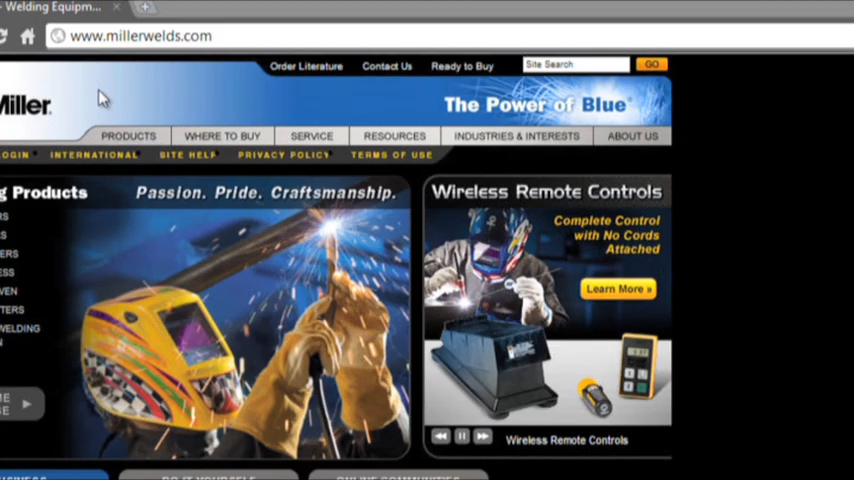 - Welding Equipm...
www.millerwelds.com
Order Literature Contact Us Ready to Buy Site Search GO
Miller
The Power of Blue
PRODUCTS WHERE TO BUY SERVICE RESOURCES INDUSTRIES & INTERESTS ABOUT US
LOGIN INTERNATIONAL SITE HELP PRIVACY POLICY TERMS OF USE
Products
Passion. Pride. Craftsmanship.
Wireless Remote Controls
Complete Control
with No Cords
Attached
Learn More »
WELDING
Wireless Remote Controls
DO IT YOURSELF ONLINE COMMUNITIES